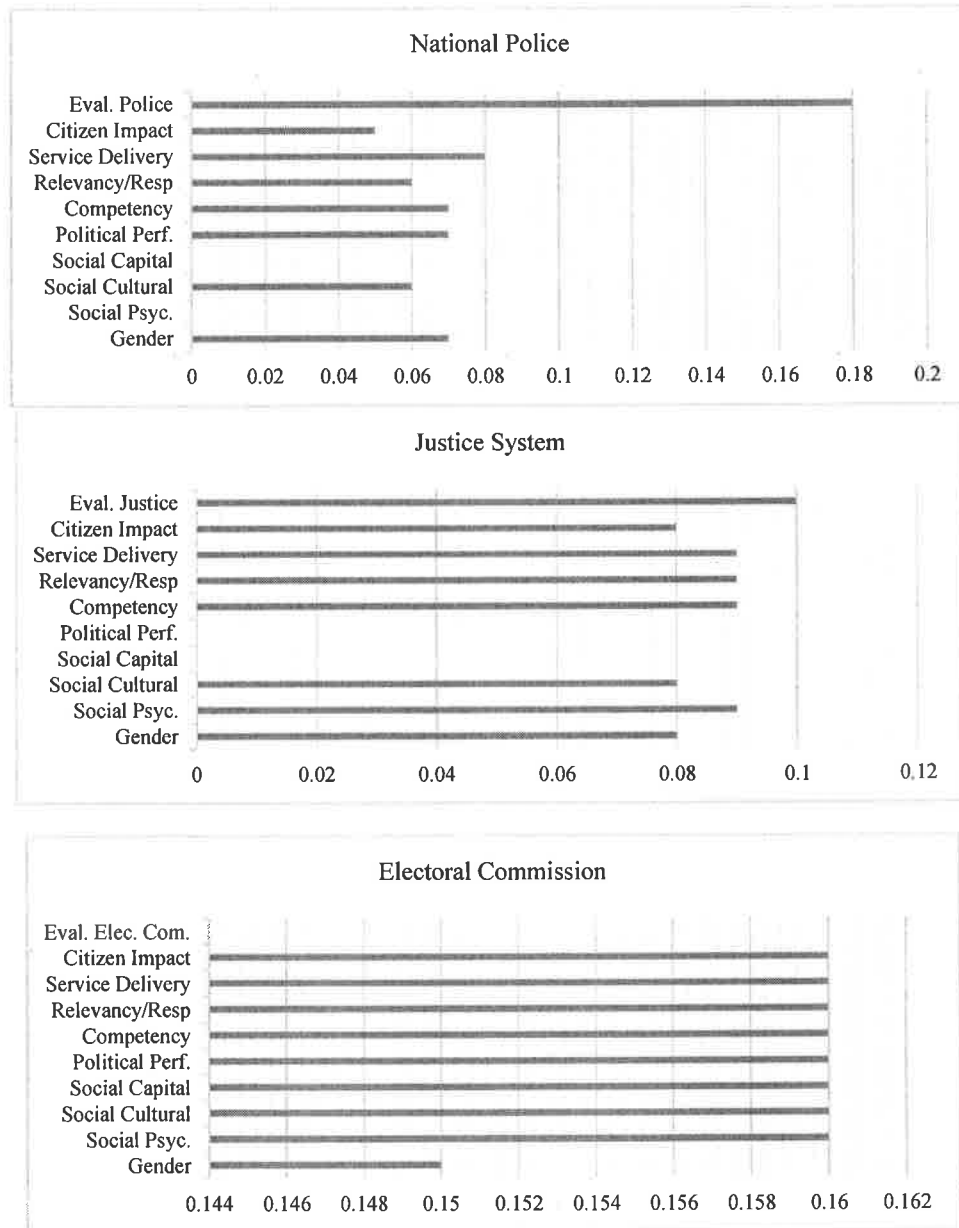 National Police
Eval. Police
Citizen Impact
Service Delivery
Relevancy/Resp
Competency
Political Perf.
Social Capital
Social Cultural
Social Psyc.
Gender
0 0.02 0.04 0.06 0.08 0.1 0.12 0.14 0.16 0.18 0.2
Justice System
Eval. Justice
Citizen Impact
Service Delivery
Relevancy/Resp
Competency
Political Perf.
Social Capital
Social Cultural
Social Psyc.
Gender
0 0.02 0.04 0.06 0.08 0.1 0.12
Electoral Commission
Eval. Elec. Com.
Citizen Impact
Service Delivery
Relevancy/Resp
Competency
Political Perf.
Social Capital
Social Cultural
Social Psyc.
Gender
0.144 0.146 0.148 0.15 0.152 0.154 0.156 0.158 0.16 0.162